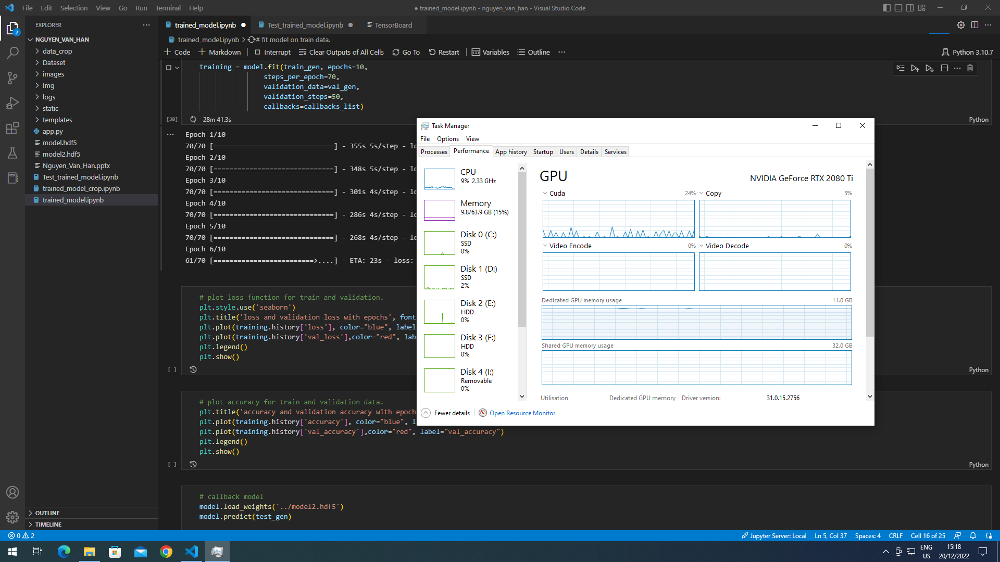 File Edit Selection View Go Run Terminal Help
● trained_model.ipynb - nguyen_van_han - Visual Studio Code
EXPLORER
2
NGUYEN_VAN_HAN
data_crop
Dataset
images
Img
logs
static
templates
app.py
model.hdf5
model2.hdf5
Nguyen_Van_Han.pptx
Test_trained_model.ipynb
trained_model_crop.ipynb
trained_model.ipynb
OUTLINE
TIMELINE
trained_model.ipynb Test_trained_model.ipynb TensorBoard
trained_model.ipynb > # fit model on train data.
Code Markdown Interrupt Clear Outputs of All Cells Go To Restart Variables Outline
Python 3.10.7
training = model.fit(train_gen, epochs=10,
steps_per_epoch=70,
validation_data=val_gen,
validation_steps=50,
callbacks=callbacks_list)
[38] 28m 41.3s
Python
Epoch 1/10
70/70 [==============================] - 355s 5s/step - lo
Epoch 2/10
70/70 [==============================] - 348s 5s/step - lo
Epoch 3/10
70/70 [==============================] - 301s 4s/step - lo
Epoch 4/10
70/70 [==============================] - 286s 4s/step - lo
Epoch 5/10
70/70 [==============================] - 268s 4s/step - lo
Epoch 6/10
61/70 [=========================>....] - ETA: 23s - loss:
# plot loss function for train and validation.
plt.style.use('seaborn')
plt.title('loss and validation loss with epochs', font
plt.plot(training.history['loss'], color="blue", label
plt.plot(training.history['val_loss'],color="red", lab
plt.legend()
plt.show()
[ ]
Python
# plot accuracy for train and validation data.
plt.title('accuracy and validation accuracy with epoch
plt.plot(training.history['accuracy'], color="blue", l
plt.plot(training.history['val_accuracy'],color="red", label="val_accuracy")
plt.legend()
plt.show()
[ ]
Python
# callback model
model.load_weights('../model2.hdf5')
model.predict(test_gen)
Task Manager
File Options View
Processes Performance App history Startup Users Details Services
CPU
9% 2.33 GHz
Memory
9.8/63.9 GB (15%)
Disk 0 (C:)
SSD
0%
Disk 1 (D:)
SSD
2%
Disk 2 (E:)
HDD
0%
Disk 3 (F:)
HDD
0%
Disk 4 (I:)
Removable
0%
GPU
NVIDIA GeForce RTX 2080 Ti
Cuda 24% Copy 5%
Video Encode 0% Video Decode 0%
Dedicated GPU memory usage 11.0 GB
Shared GPU memory usage 32.0 GB
Utilisation Dedicated GPU memory Driver version: 31.0.15.2756
Fewer details Open Resource Monitor
0 2
Jupyter Server: Local Ln 5, Col 37 Spaces: 4 CRLF Cell 16 of 25
ENG
US
15:18
20/12/2022